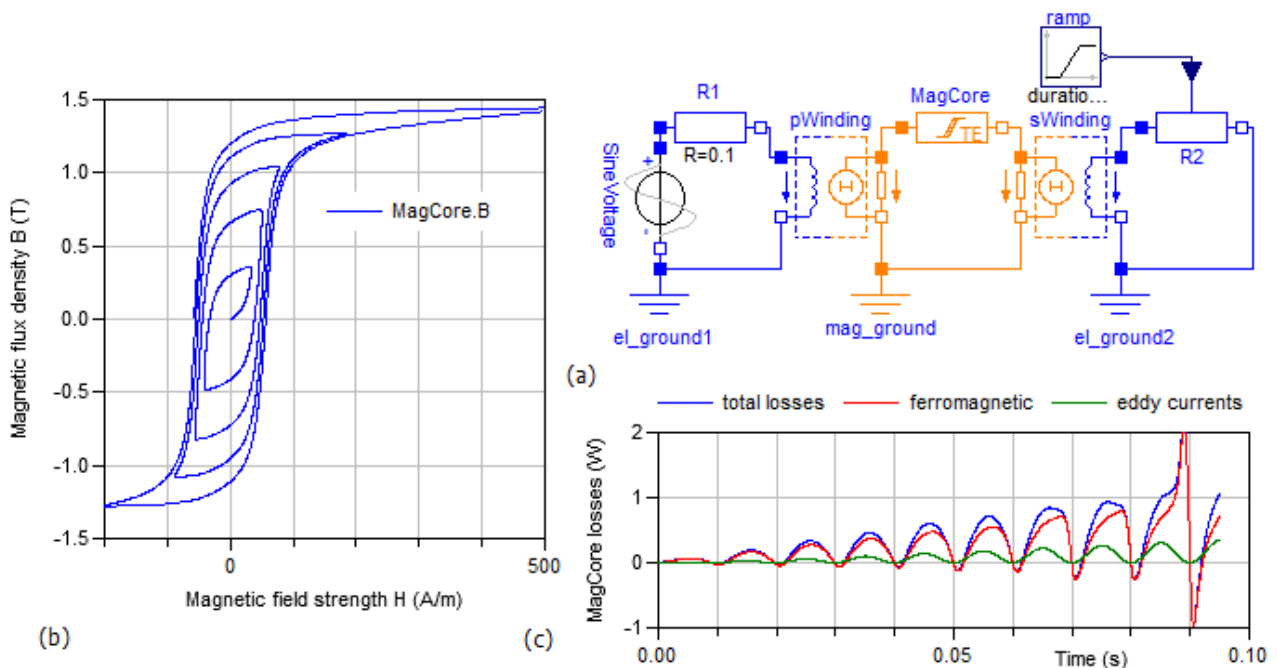 ramp
R1
MagCore
duratio...
pWinding
sWinding
R=0.1
TE
R2
SineVoltage
+
-
H
H
el_ground1
mag_ground
el_ground2
(a)
1.5
1.0
0.5
0.0
-0.5
-1.0
-1.5
Magnetic flux density B (T)
MagCore.B
0
500
Magnetic field strength H (A/m)
(b)
total losses
ferromagnetic
eddy currents
MagCore losses (W)
2
1
0
-1
0.00
0.05
0.10
Time (s)
(c)